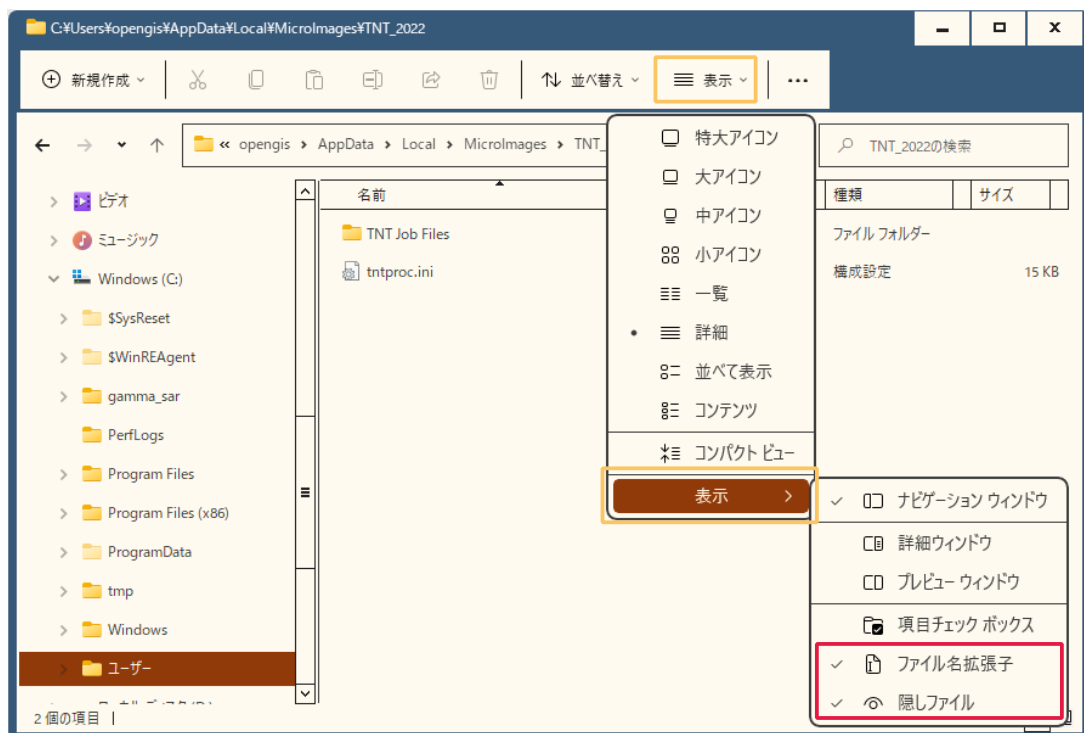 C:¥Users¥opengis¥AppData¥Local¥MicroImages¥TNT_2022
新規作成
並べ替え
表示
« opengis › AppData › Local › MicroImages › TNT_
TNT_2022の検索
ビデオ
ミュージック
Windows (C:)
$SysReset
$WinREAgent
gamma_sar
PerfLogs
Program Files
Program Files (x86)
ProgramData
tmp
Windows
ユーザー
名前
種類
サイズ
TNT Job Files
ファイル フォルダー
tntproc.ini
構成設定
15 KB
特大アイコン
大アイコン
中アイコン
小アイコン
一覧
詳細
並べて表示
コンテンツ
コンパクト ビュー
表示
ナビゲーション ウィンドウ
詳細ウィンドウ
プレビュー ウィンドウ
項目チェック ボックス
ファイル名拡張子
隠しファイル
2 個の項目